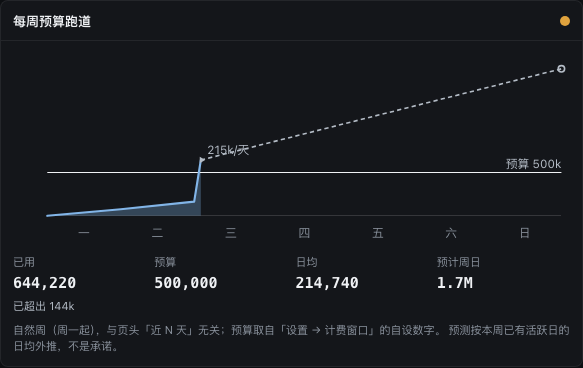 每周预算跑道
215k/天
预算 500k
一 二 三 四 五 六 日
已用 预算 日均 预计周日
644,220 500,000 214,740 1.7M
已超出 144k
自然周（周一起），与页头「近 N 天」无关；预算取自「设置 → 计费窗口」的自设数字。 预测按本周已有活跃日的
日均外推，不是承诺。